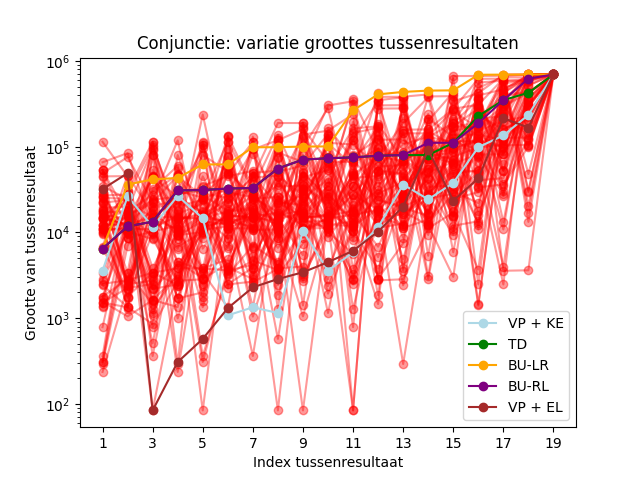 Conjunctie: variatie groottes tussenresultaten
Grootte van tussenresultaat
10^6
10^5
10^4
10^3
10^2
1 3 5 7 9 11 13 15 17 19
Index tussenresultaat
VP + KE
TD
BU-LR
BU-RL
VP + EL